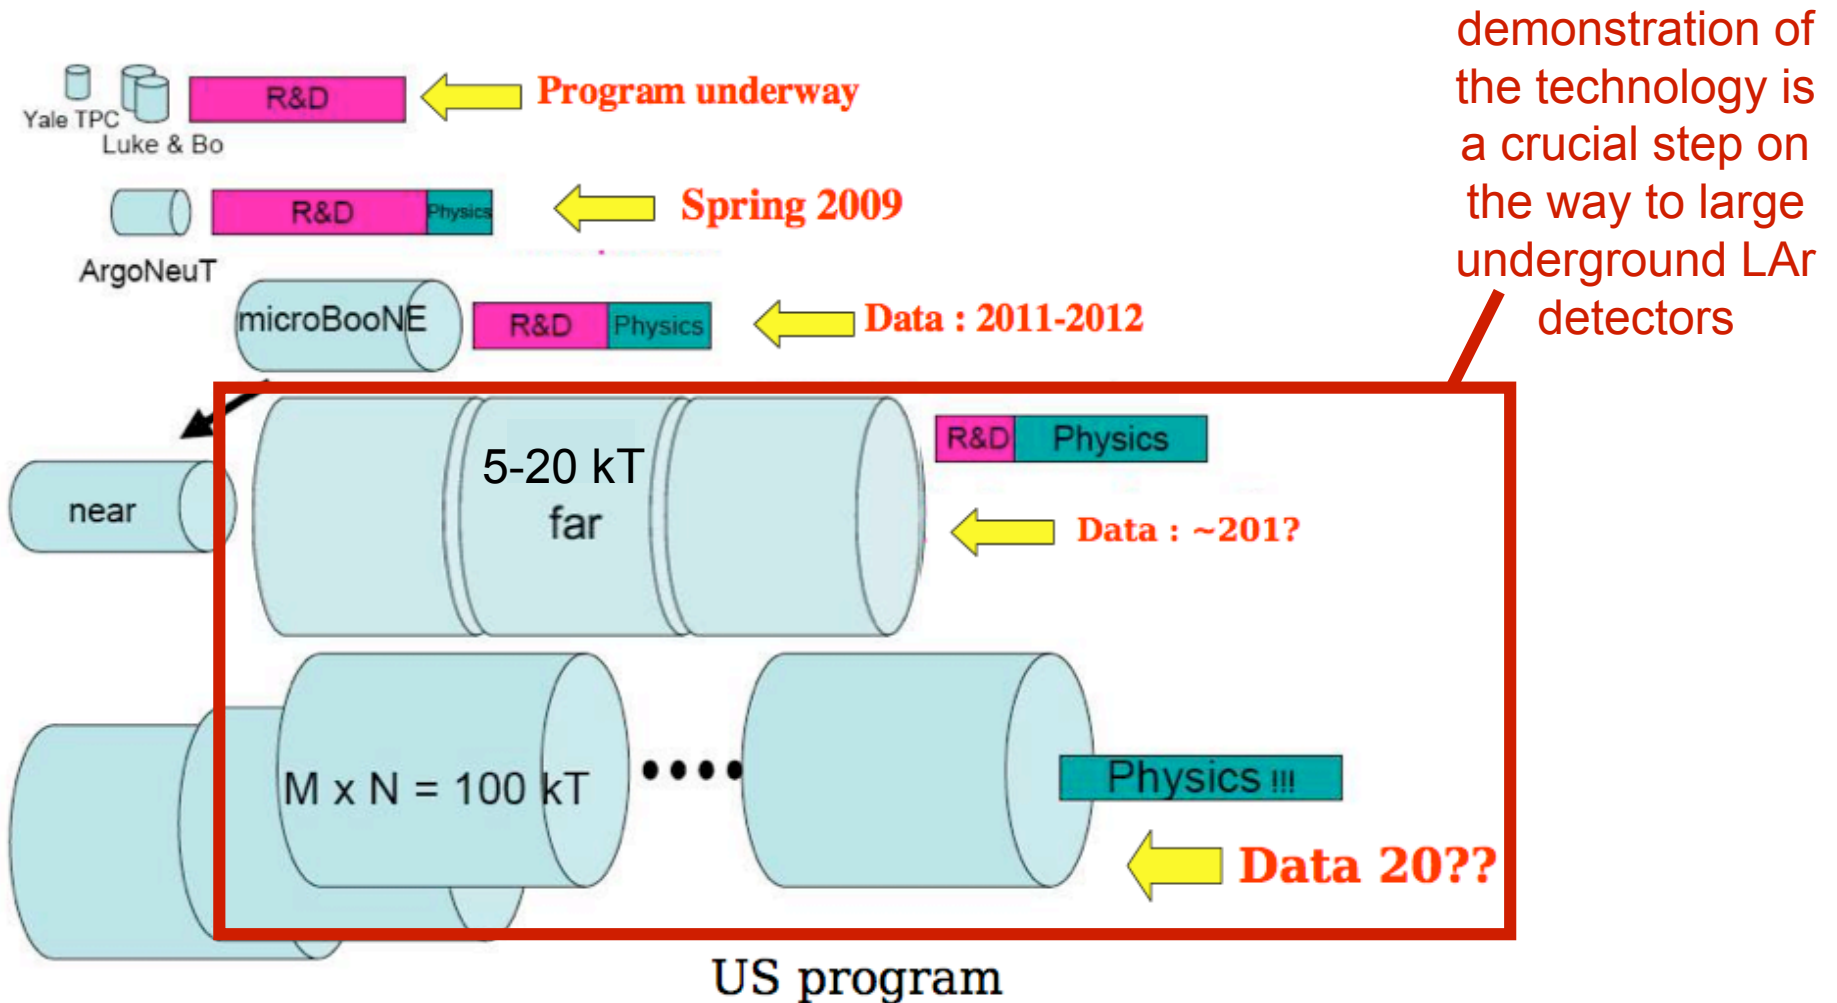 demonstration of
the technology is
a crucial step on
the way to large
underground LAr
detectors
Yale TPC
Luke & Bo
R&D
Program underway
ArgoNeuT
R&D
Physics
Spring 2009
microBooNE
R&D
Physics
Data : 2011-2012
near
5-20 kT
far
R&D
Physics
Data : ~201?
M x N = 100 kT
Physics !!!
Data 20??
US program